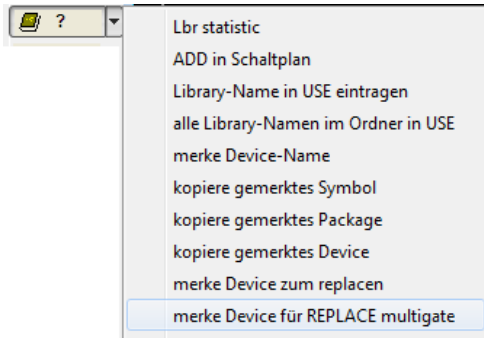 ?
Lbr statistic
ADD in Schaltplan
Library-Name in USE eintragen
alle Library-Namen im Ordner in USE
merke Device-Name
kopiere gemerktes Symbol
kopiere gemerktes Package
kopiere gemerktes Device
merke Device zum replacen
merke Device für REPLACE multigate